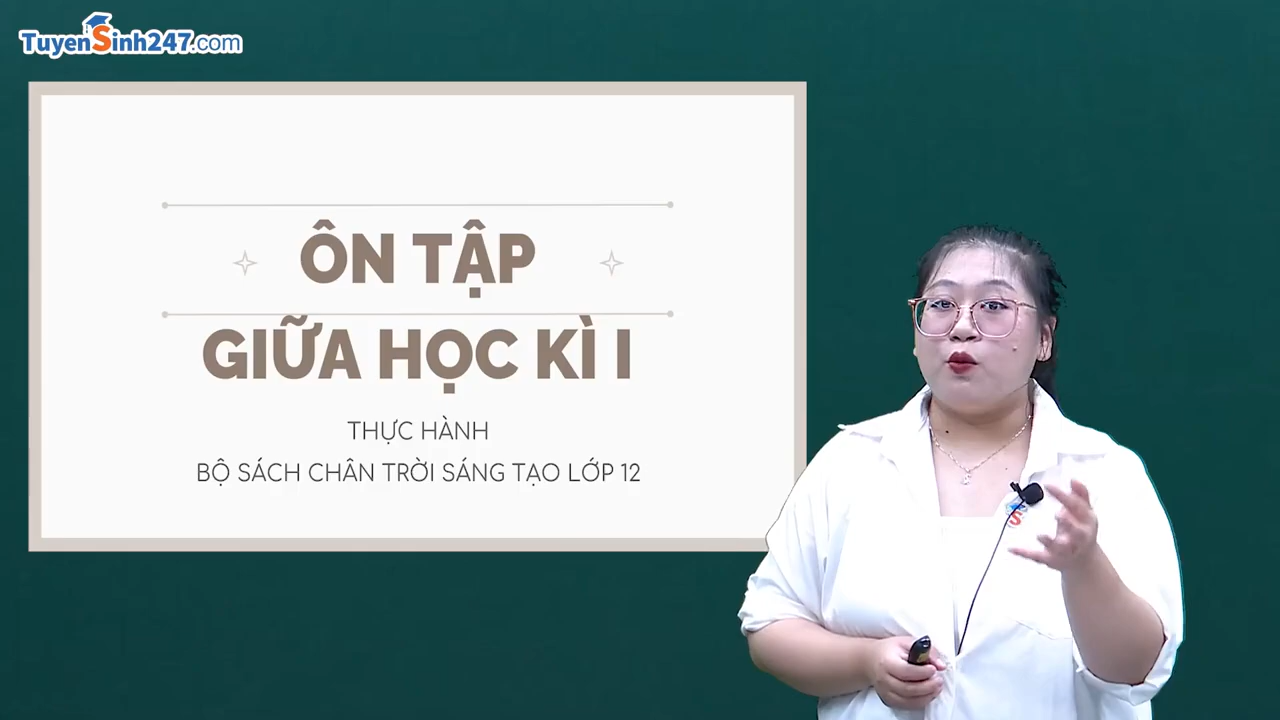 TuyenSinh247.com
ÔN TẬP
GIỮA HỌC KÌ I
THỰC HÀNH
BỘ SÁCH CHÂN TRỜI SÁNG TẠO LỚP 12
S